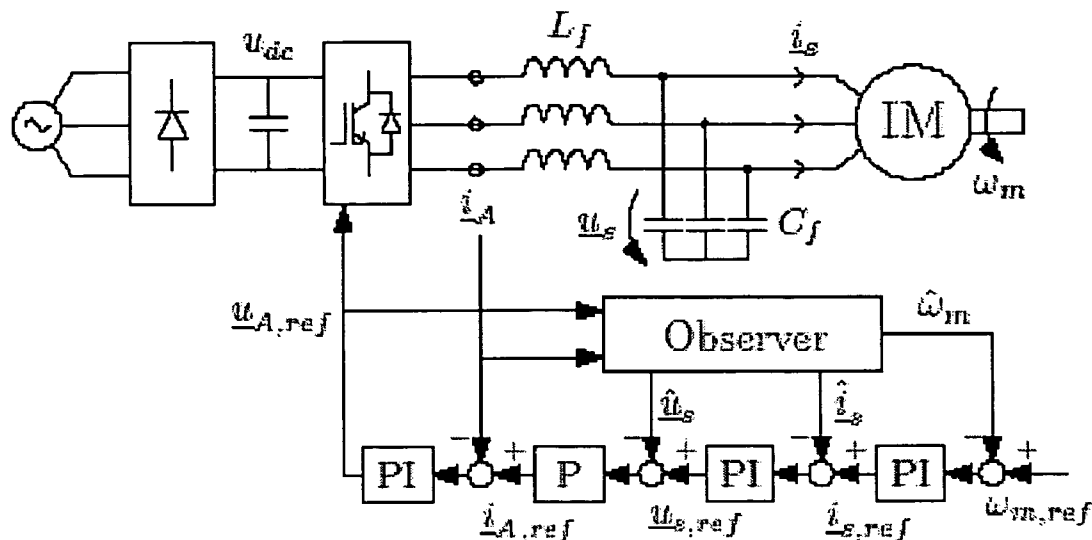 u_dc
L_f
i_s
IM
ω_m
i_A
u_s
C_f
u_A,ref
Observer
ω̂_m
û_s
î_s
− + − + − + − +
PI P PI PI
i_A,ref u_s,ref i_s,ref ω_m,ref